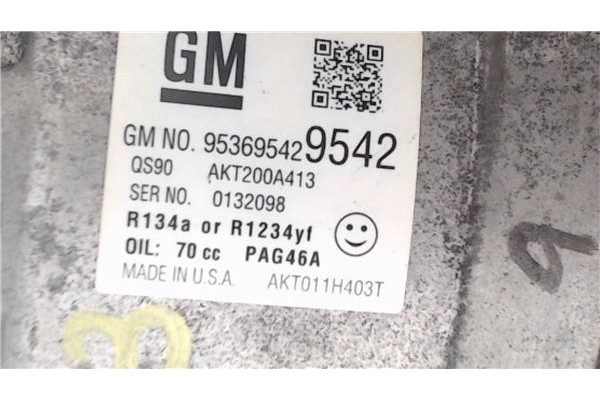 GM
GM NO. 95369542 9542
QS90 AKT200A413
SER NO. 0132098
R134a or R1234yf
OIL: 70 cc PAG46A
MADE IN U.S.A. AKT011H403T